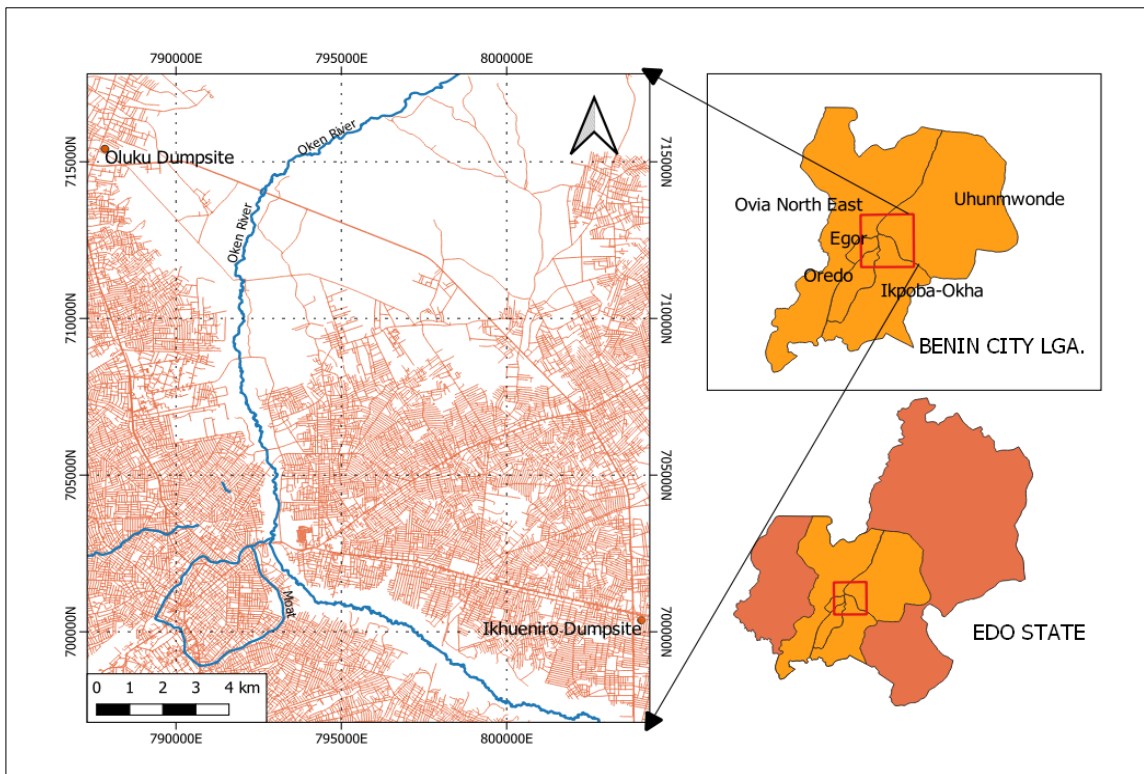 790000E 795000E 800000E
Oken River
Oluku Dumpsite
715000N 715000N
Oken River
710000N 710000N
705000N 705000N
Moat
Ikhueniro Dumpsite
700000N 700000N
0 1 2 3 4 km
790000E 795000E 800000E
Ovia North East
Uhunmwonde
Egor
Oredo
Ikpoba-Okha
BENIN CITY LGA.
EDO STATE